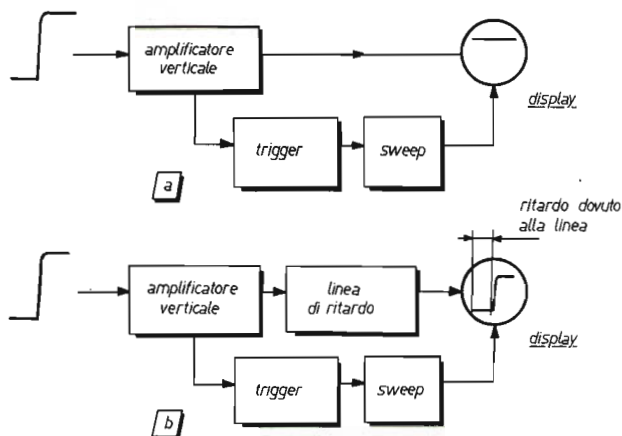 amplificatore
verticale
display
trigger
sweep
a
ritardo dovuto
alla linea
amplificatore
verticale
linea
di ritardo
display
trigger
sweep
b